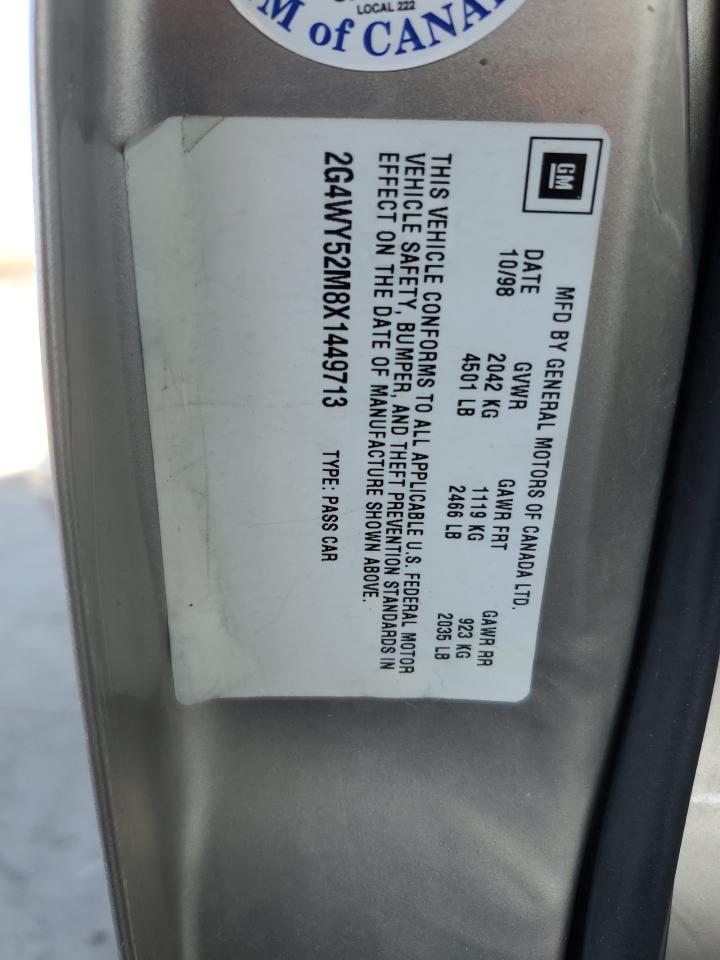 LOCAL 222
M of CANA
GM
MFD BY GENERAL MOTORS OF CANADA LTD.
DATE GVWR GAWR FRT GAWR RR
10/98 2042 KG 1119 KG 923 KG
4501 LB 2466 LB 2035 LB
THIS VEHICLE CONFORMS TO ALL APPLICABLE U.S. FEDERAL MOTOR
VEHICLE SAFETY, BUMPER, AND THEFT PREVENTION STANDARDS IN
EFFECT ON THE DATE OF MANUFACTURE SHOWN ABOVE.
2G4WY52M8X1449713 TYPE: PASS CAR